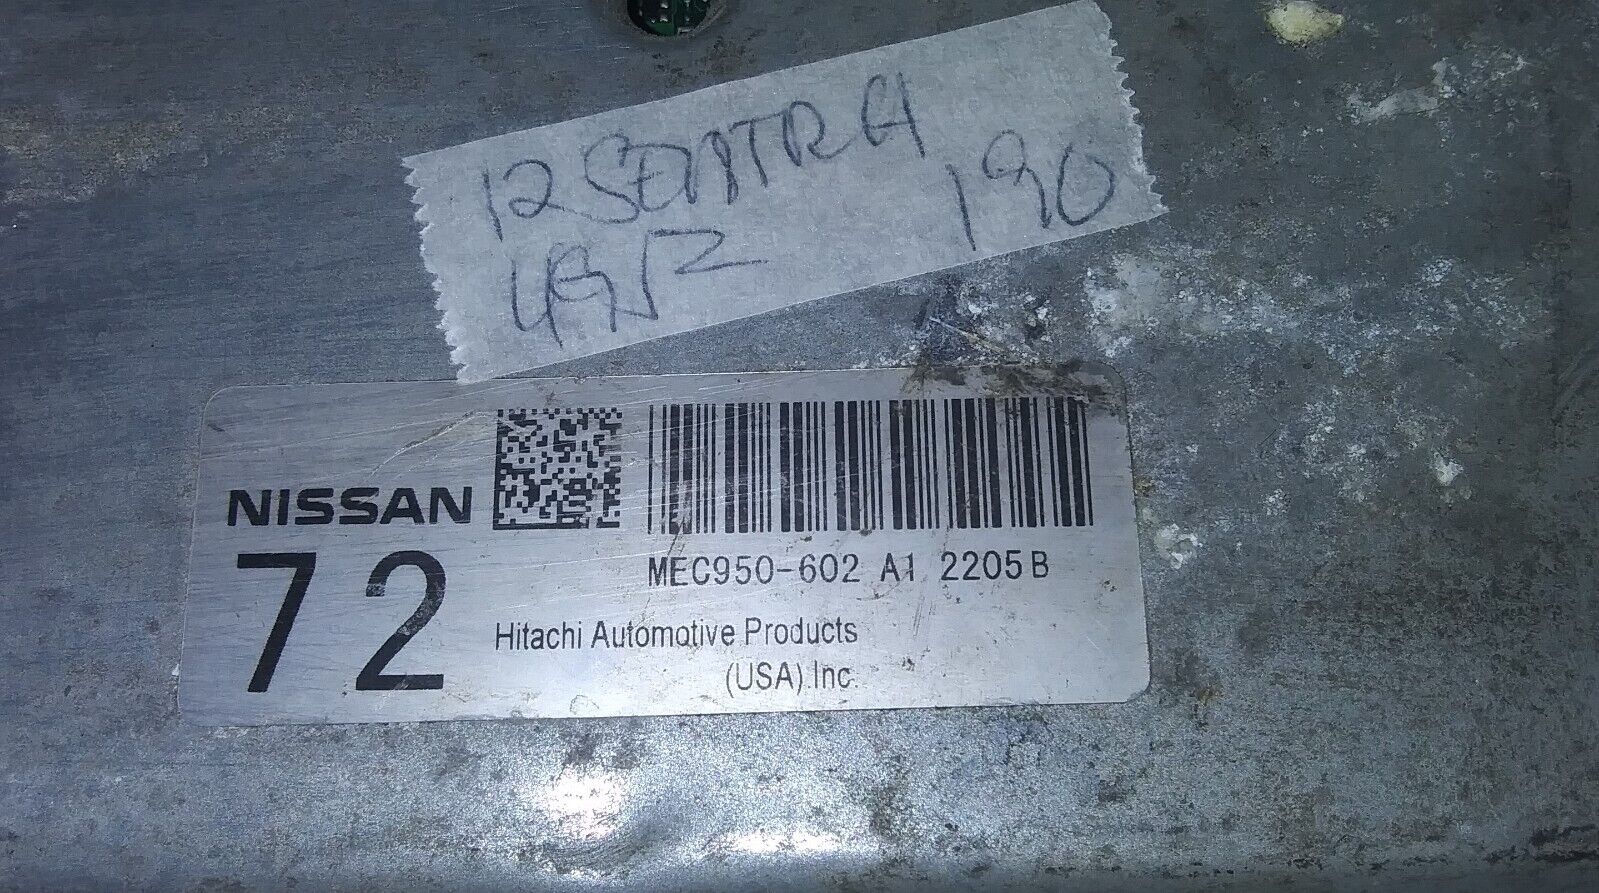 12 SENTRA
190
NISSAN
72
MEC950-602 A1 2205 B
Hitachi Automotive Products
(USA) Inc.